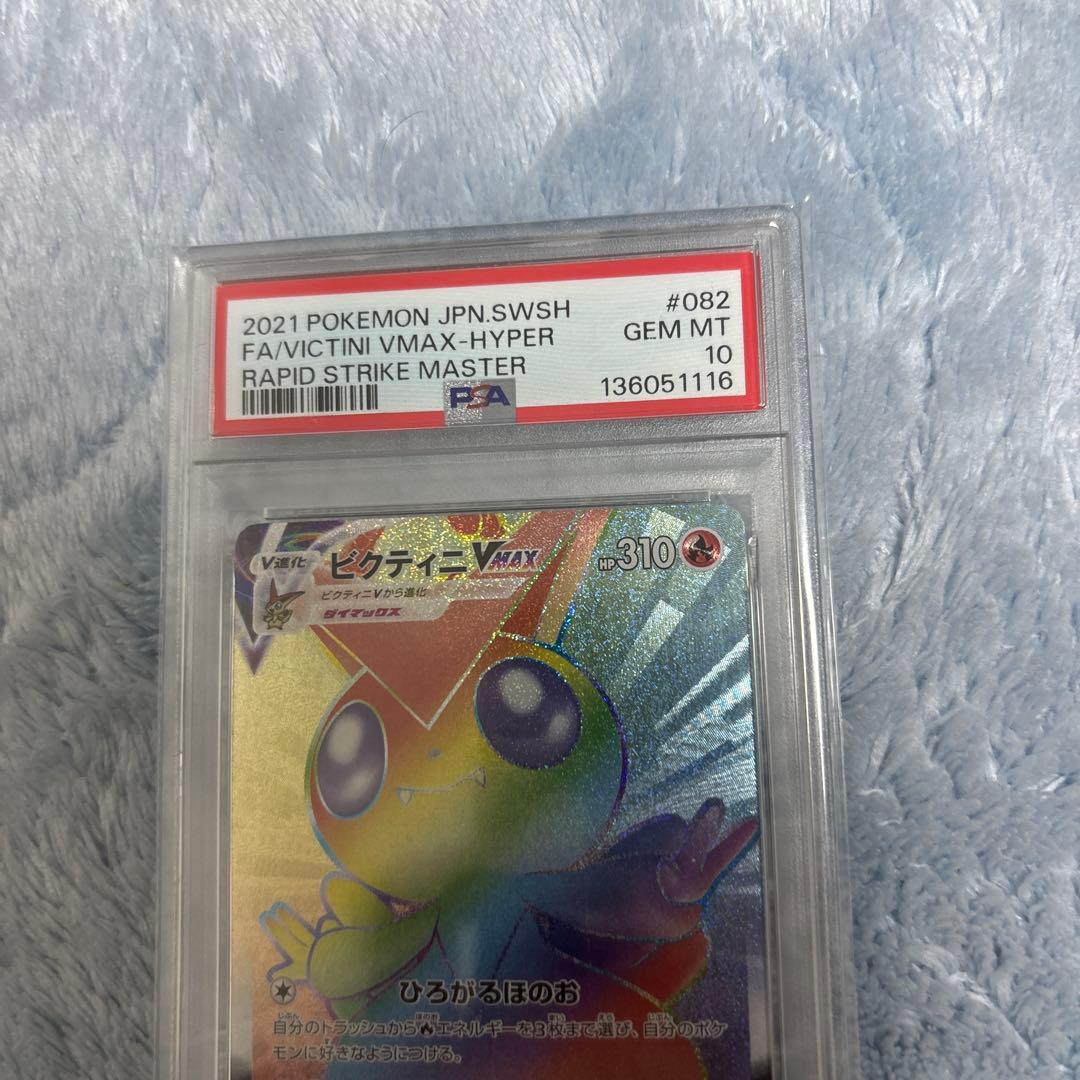 2021 POKEMON JPN.SWSH #082
FA/VICTINI VMAX-HYPER GEM MT
RAPID STRIKE MASTER 10
PSA 136051116
V進化 ビクティニVMAX HP310
ビクティニVから進化
ダイマックス
ひろがるほのお
自分のトラッシュからエネルギーを3枚まで選び、自分のポケ
モンに好きなようにつける。